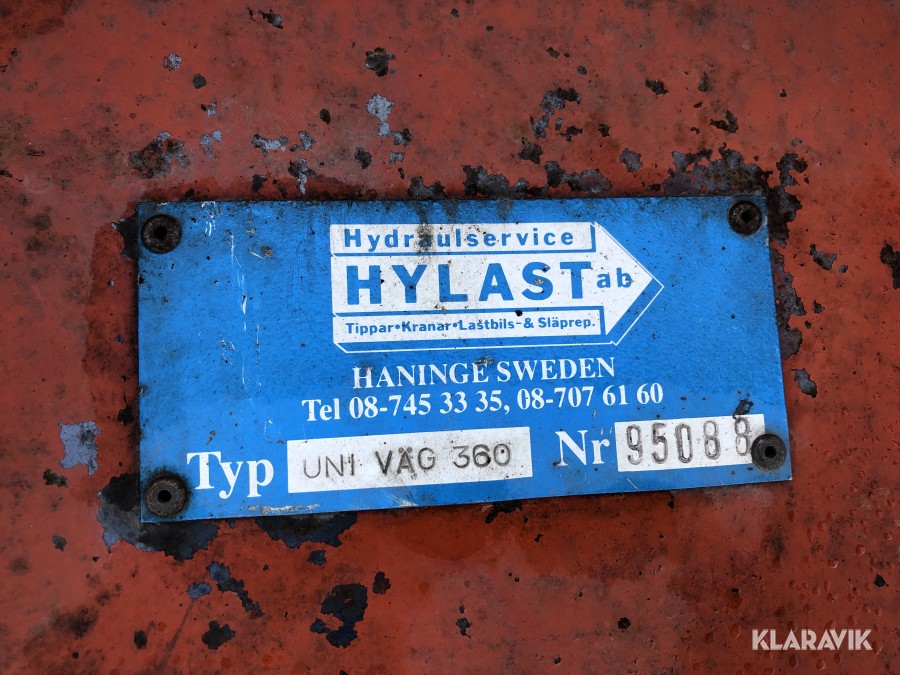 Hydraulservice
HYLAST ab
Tippar•Kranar•Lastbils-& Släprep.
HANINGE SWEDEN
Tel 08-745 33 35, 08-707 61 60
Typ UNI VÄG 360 Nr 95088
KLARAVIK